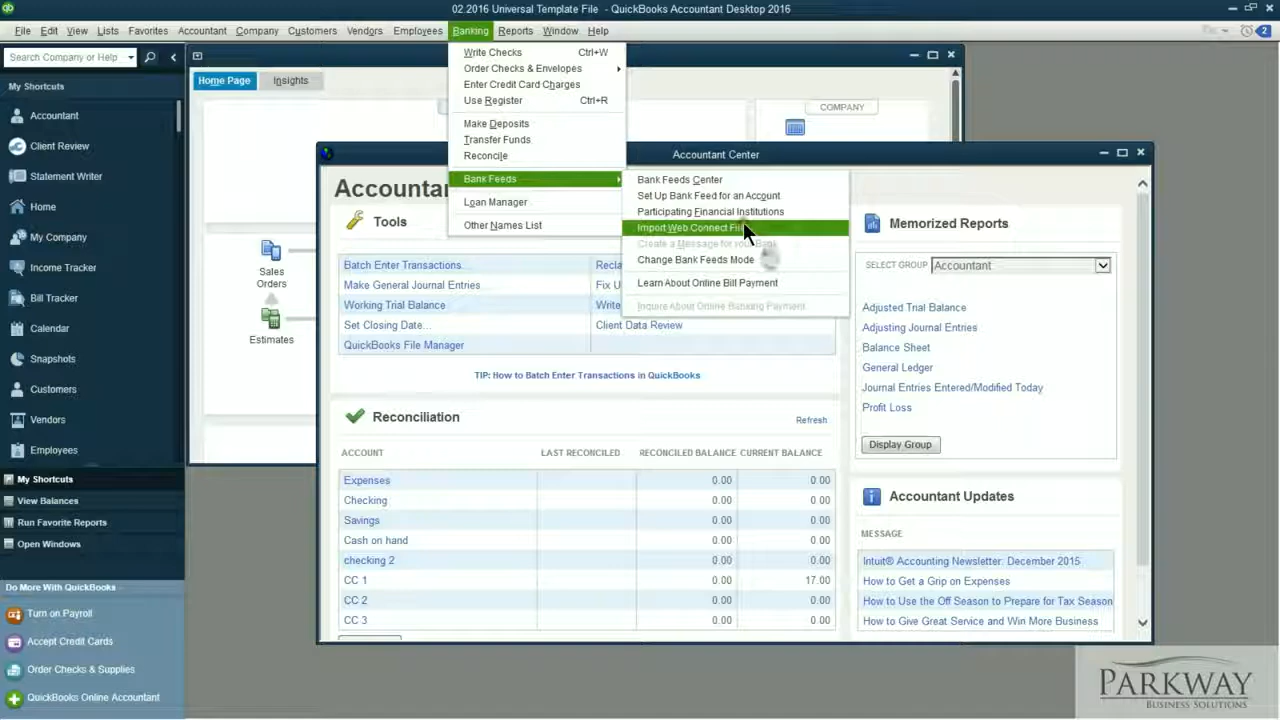 02.2016 Universal Template File - QuickBooks Accountant Desktop 2016
File Edit View Lists Favorites Accountant Company Customers Vendors Employees Banking Reports Window Help
2
Search Company or Help
My Shortcuts
Accountant
Client Review
Statement Writer
Home
My Company
Income Tracker
Bill Tracker
Calendar
Snapshots
Customers
Vendors
Employees
My Shortcuts
View Balances
Run Favorite Reports
Open Windows
Do More With QuickBooks
Turn on Payroll
Accept Credit Cards
Order Checks & Supplies
QuickBooks Online Accountant
Home Page Insights
COMPANY
Sales Orders
Estimates
Write Checks Ctrl+W
Order Checks & Envelopes
Enter Credit Card Charges
Use Register Ctrl+R
Make Deposits
Transfer Funds
Reconcile
Bank Feeds
Loan Manager
Other Names List
Bank Feeds Center
Set Up Bank Feed for an Account
Participating Financial Institutions
Import Web Connect
Create a Message for your Bank
Change Bank Feeds Mode
Learn About Online Bill Payment
Inquire About Online Banking Payment
Accountant Center
Tools
Batch Enter Transactions...
Make General Journal Entries...
Working Trial Balance
Set Closing Date...
QuickBooks File Manager
Client Data Review
TIP: How to Batch Enter Transactions in QuickBooks
Reconciliation
Refresh
ACCOUNT LAST RECONCILED RECONCILED BALANCE CURRENT BALANCE
Expenses 0.00 0.00
Checking 0.00 0.00
Savings 0.00 0.00
Cash on hand 0.00 0.00
checking 2 0.00 0.00
CC 1 0.00 17.00
CC 2 0.00 0.00
CC 3 0.00 0.00
Memorized Reports
SELECT GROUP Accountant
Adjusted Trial Balance
Adjusting Journal Entries
Balance Sheet
General Ledger
Journal Entries Entered/Modified Today
Profit Loss
Display Group
Accountant Updates
MESSAGE
Intuit® Accounting Newsletter: December 2015
How to Get a Grip on Expenses
How to Use the Off Season to Prepare for Tax Season
How to Give Great Service and Win More Business
PARKWAY
BUSINESS SOLUTIONS